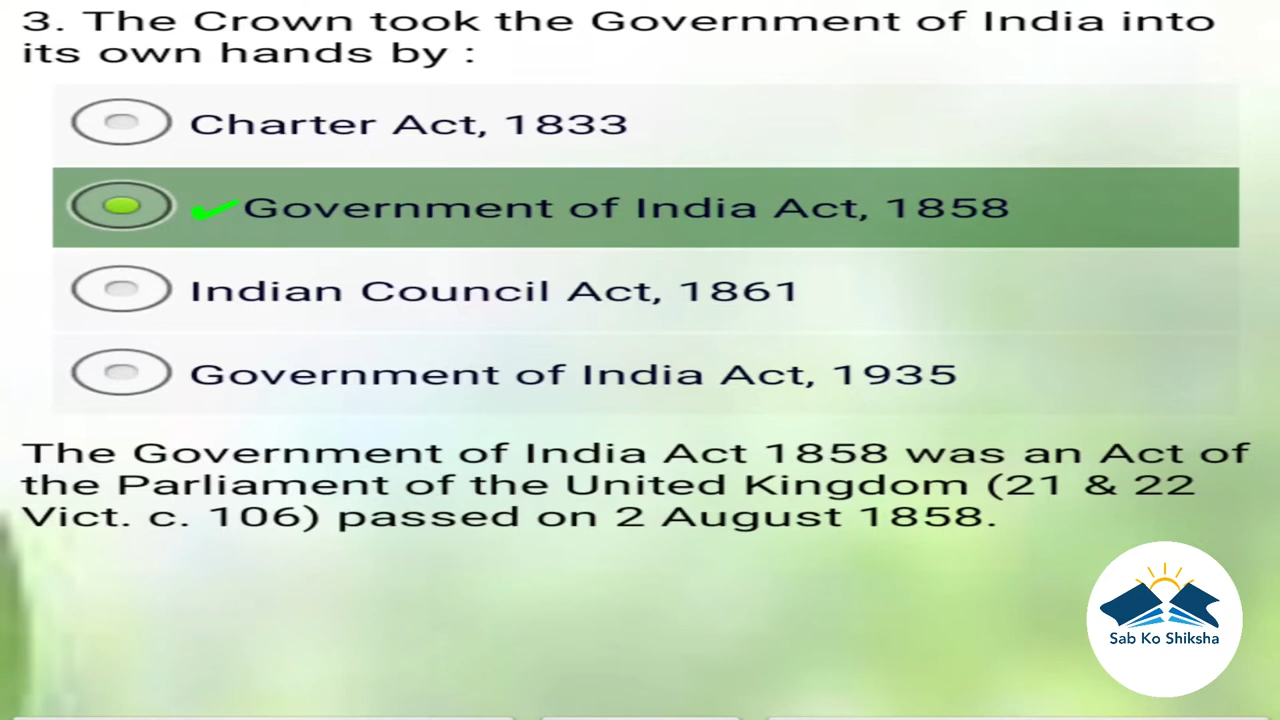 3. The Crown took the Government of India into
its own hands by :
Charter Act, 1833
✔Government of India Act, 1858
Indian Council Act, 1861
Government of India Act, 1935
The Government of India Act 1858 was an Act of
the Parliament of the United Kingdom (21 & 22
Vict. c. 106) passed on 2 August 1858.
Sab Ko Shiksha